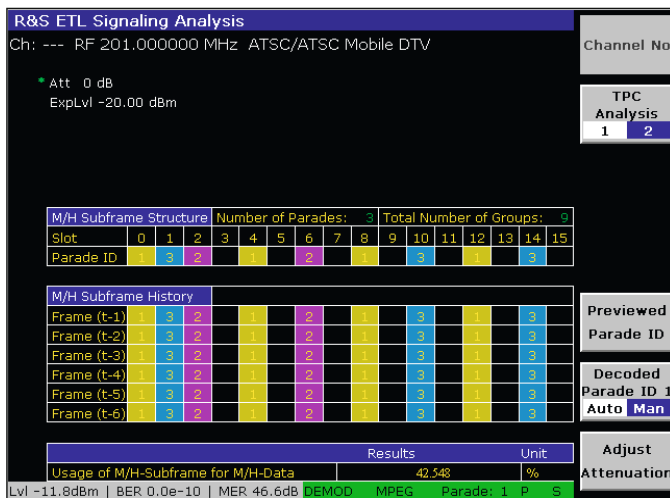 R&S ETL Signaling Analysis
Ch: --- RF 201.000000 MHz ATSC/ATSC Mobile DTV
Channel No
Att 0 dB
ExpLvl -20.00 dBm
TPC
Analysis
1 2
M/H Subframe Structure Number of Parades: 3 Total Number of Groups: 9
Slot 0 1 2 3 4 5 6 7 8 9 10 11 12 13 14 15
Parade ID 1 3 2 1 2 1 3 1 3
M/H Subframe History
Frame (t-1) 1 3 2 1 2 1 3 1 3
Frame (t-2) 1 3 2 1 2 1 3 1 3
Frame (t-3) 1 3 2 1 2 1 3 1 3
Frame (t-4) 1 3 2 1 2 1 3 1 3
Frame (t-5) 1 3 2 1 2 1 3 1 3
Frame (t-6) 1 3 2 1 2 1 3 1 3
Previewed
Parade ID
Decoded
Parade ID 1
Auto Man
Results Unit
Usage of M/H-Subframe for M/H-Data 42.548 %
Adjust
Attenuation
Lvl -11.8dBm | BER 0.0e-10 | MER 46.6dB DEMOD MPEG Parade: 1 P S